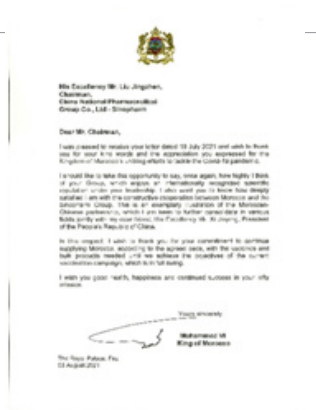 His Excellency Mr. Liu Jingzhen,
Chairman,
China National Pharmaceutical
Group Co., Ltd - Sinopharm
Dear Mr. Chairman,
I was pleased to receive your letter dated 19 July 2021 and wish to thank
you for your kind words and the appreciation you expressed for the
Kingdom of Morocco's untiring efforts to tackle the Covid-19 pandemic.
I should like to take this opportunity to say, once again, how highly I think
of your Group, which enjoys an internationally recognized scientific
reputation under your leadership. I also want you to know how deeply
satisfied I am with the constructive cooperation between Morocco and the
Sinopharm Group. This is an exemplary illustration of the Moroccan-
Chinese partnership, which I am keen to further consolidate in various
fields jointly with my dear friend, His Excellency Mr. Xi Jinping, President
of the People's Republic of China.
In this respect, I wish to thank you for your commitment to continue
supplying Morocco, according to the agreed pace, with the vaccines and
bulk products needed until we achieve the objectives of the current
vaccination campaign, which is in full swing.
I wish you good health, happiness and continued success in your lofty
mission.
Yours sincerely,
Mohammed VI
King of Morocco
The Royal Palace, Fez
03 August 2021